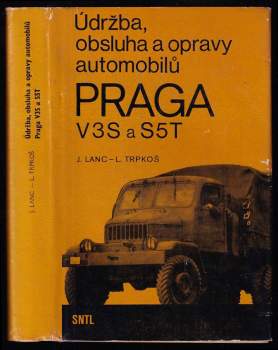 Údržba,
obsluha a opravy
automobilů
PRAGA
V3S a S5T
J. LANC – L. TRPKOŠ
SNTL
Údržba, obsluha a opravy automobilů
Praga V3S a S5T
J. LANC – L. TRPKOŠ